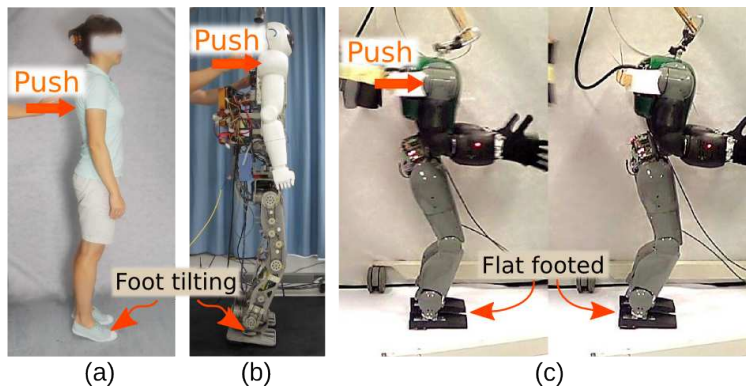 Push
Push
Push
Foot tilting
Flat footed
(a)
(b)
(c)